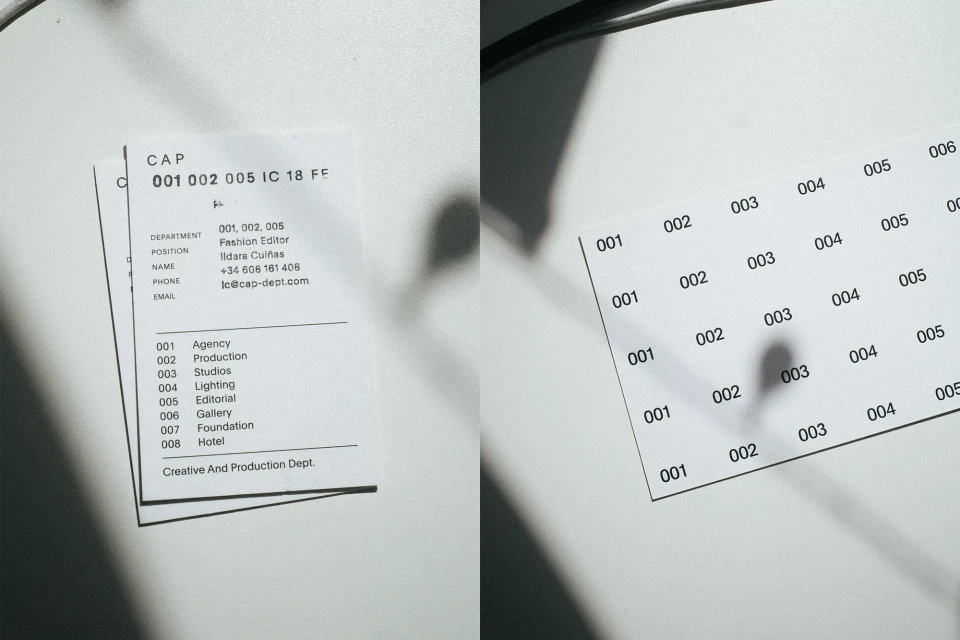 CAP
001 002 005 IC 18 FE
DEPARTMENT 001, 002, 005
POSITION Fashion Editor
NAME Ildara Cuiñas
PHONE +34 606 161 406
EMAIL Ic@cap-dept.com
001 Agency
002 Production
003 Studios
004 Lighting
005 Editorial
006 Gallery
007 Foundation
008 Hotel
Creative And Production Dept.
C
001 002 003 004 005 006
001 002 003 004 005
001 002 003 004 005
001 002 003 004 005
001 002 003 004 005